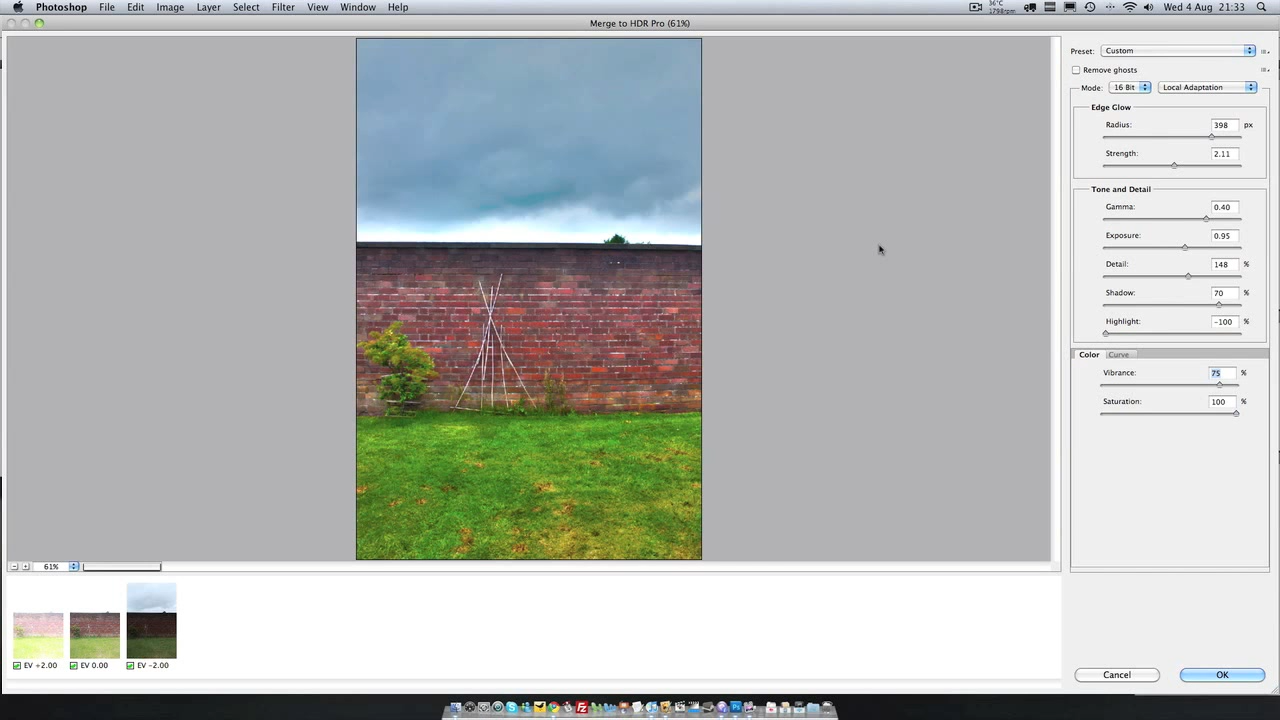 Photoshop File Edit Image Layer Select Filter View Window Help
36°C
1798rpm
Wed 4 Aug 21:33
Merge to HDR Pro (61%)
Preset: Custom
Remove ghosts
Mode: 16 Bit Local Adaptation
Edge Glow
Radius: 398 px
Strength: 2.11
Tone and Detail
Gamma: 0.40
Exposure: 0.95
Detail: 148 %
Shadow: 70 %
Highlight: -100 %
Color Curve
Vibrance: 75 %
Saturation: 100 %
61%
EV +2.00 EV 0.00 EV -2.00
Cancel OK